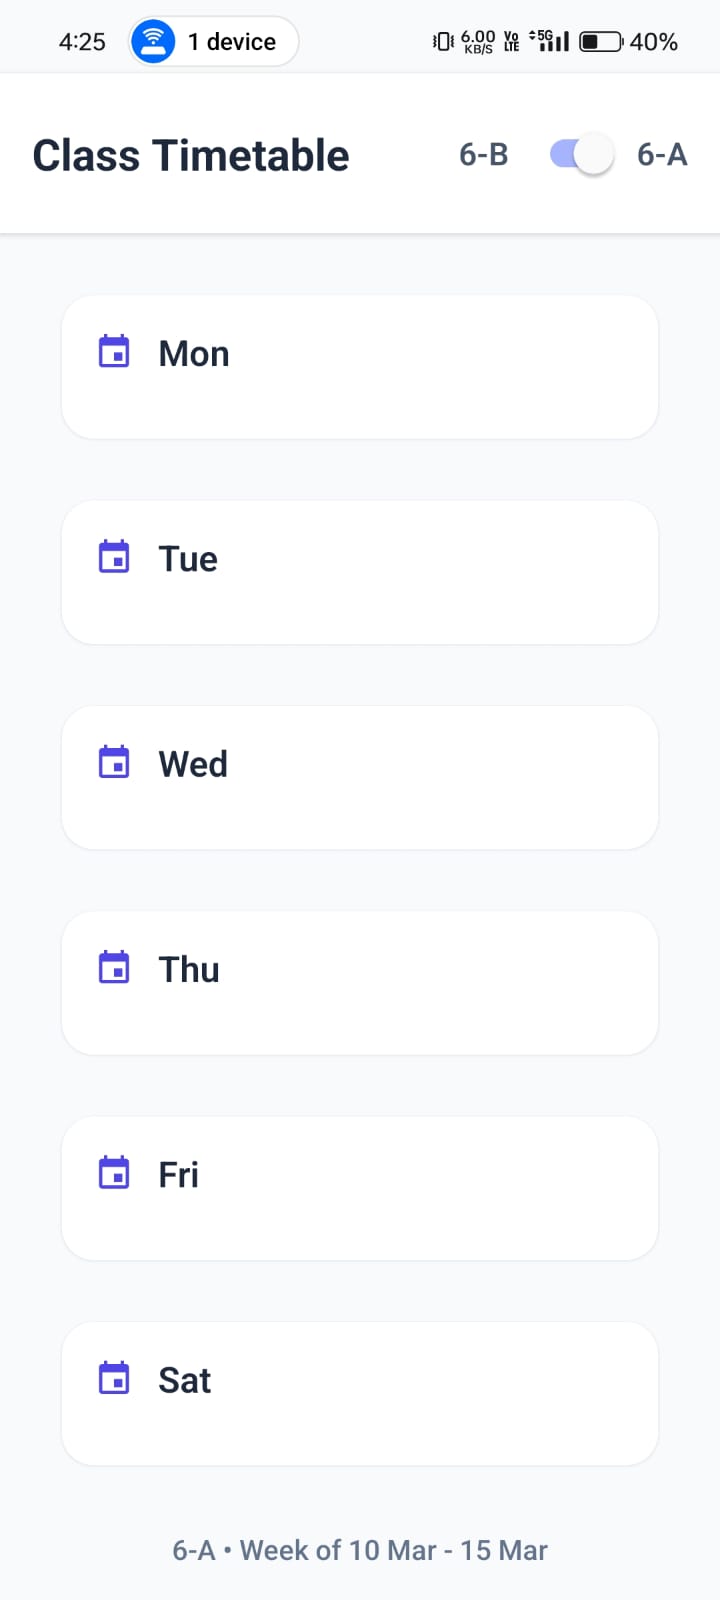 4:25 1 device 6.00 KB/S Vo LTE 5G 40%
Class Timetable 6-B 6-A
Mon
Tue
Wed
Thu
Fri
Sat
6-A • Week of 10 Mar - 15 Mar